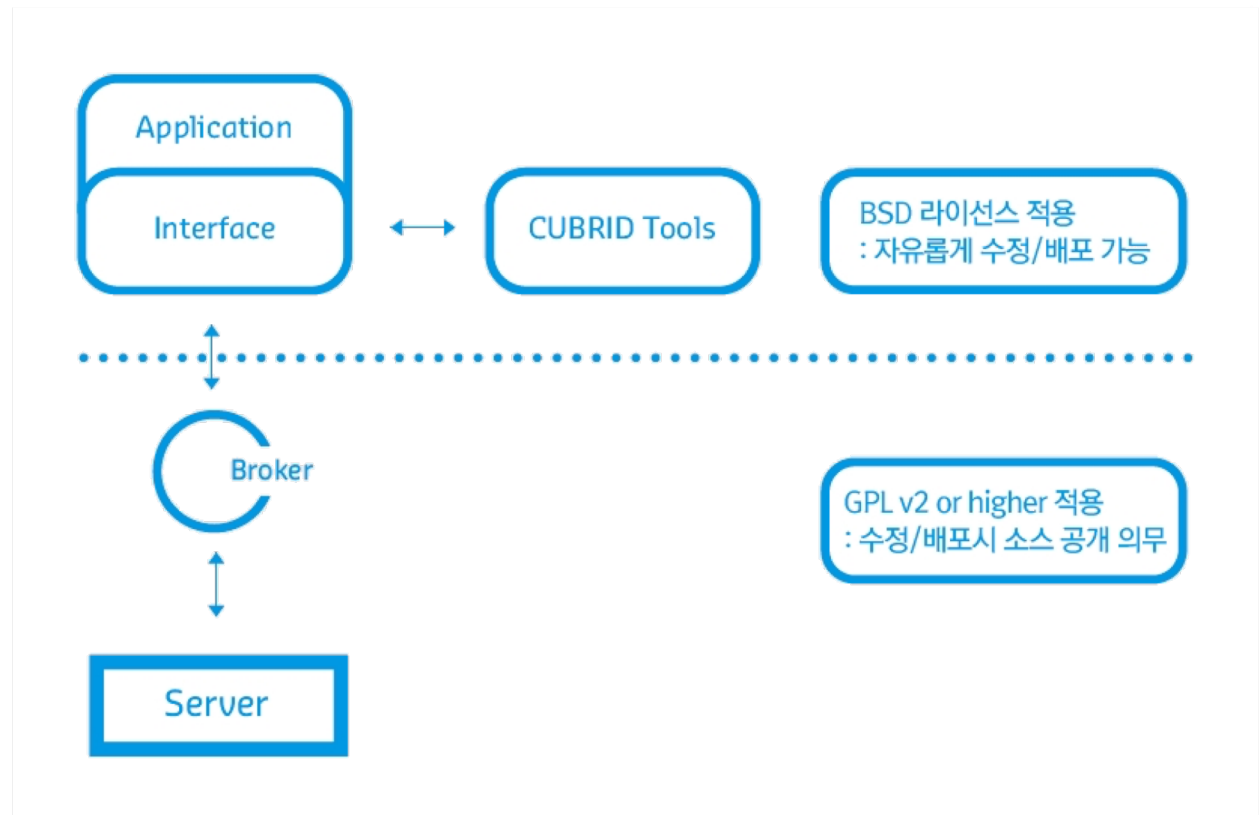 Application
Interface
CUBRID Tools
BSD 라이선스 적용
: 자유롭게 수정/배포 가능
Broker
GPL v2 or higher 적용
: 수정/배포시 소스 공개 의무
Server